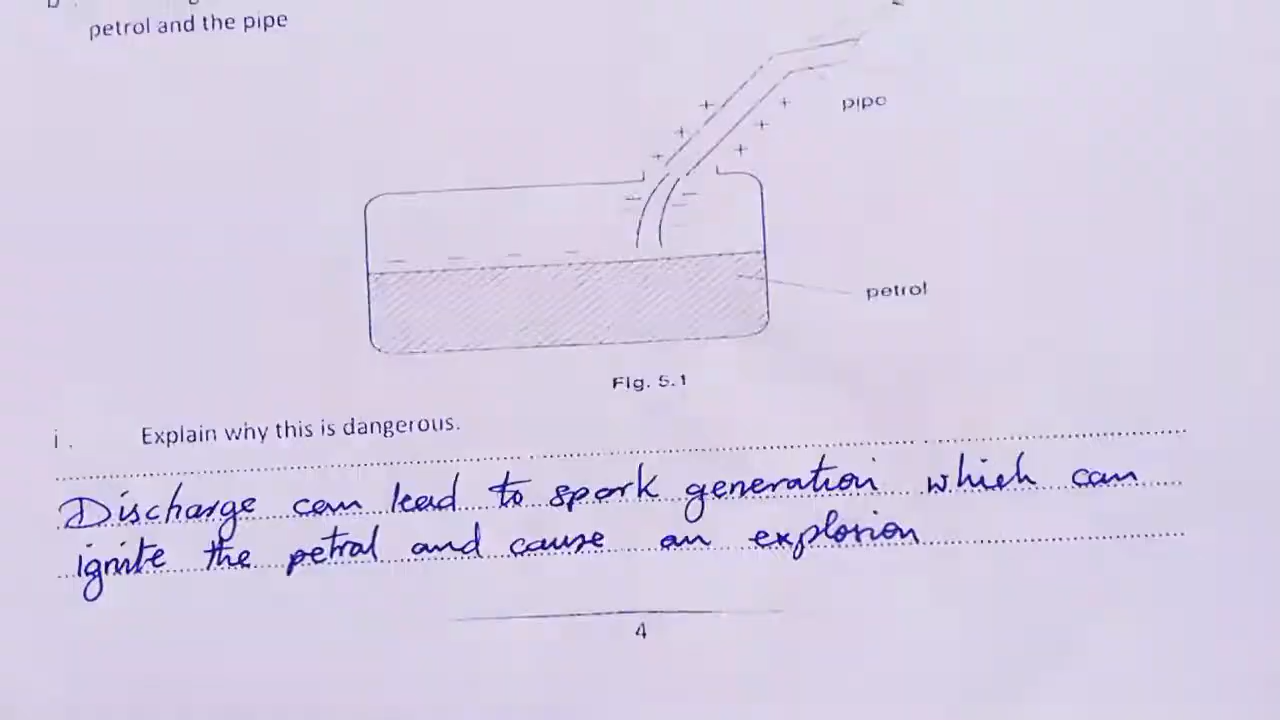 petrol and the pipe
pipe
petrol
Fig. 5.1
i. Explain why this is dangerous.
Discharge can lead to spark generation which can
ignite the petral and cause an explosion
4